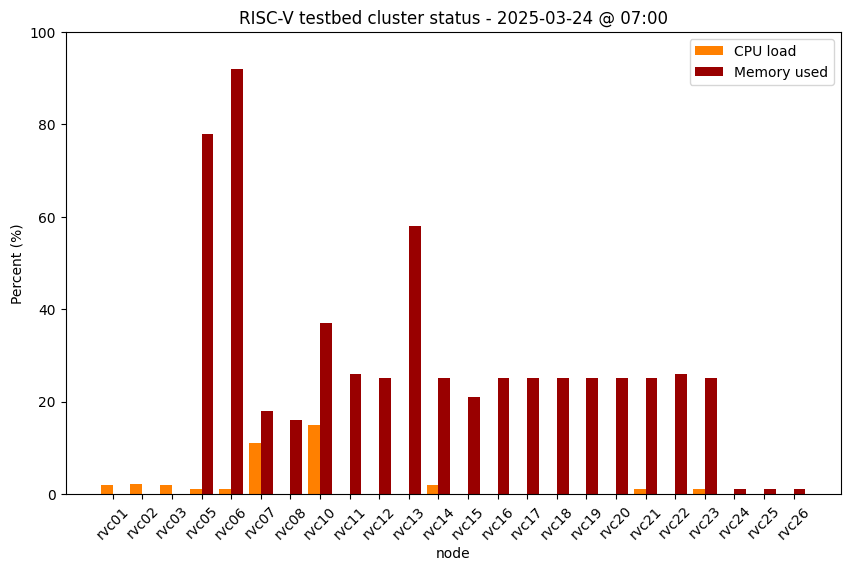 RISC-V testbed cluster status - 2025-03-24 @ 07:00
CPU load
Memory used
Percent (%)
100
80
60
40
20
0
rvc01
rvc02
rvc03
rvc05
rvc06
rvc07
rvc08
rvc10
rvc11
rvc12
rvc13
rvc14
rvc15
rvc16
rvc17
rvc18
rvc19
rvc20
rvc21
rvc22
rvc23
rvc24
rvc25
rvc26
node